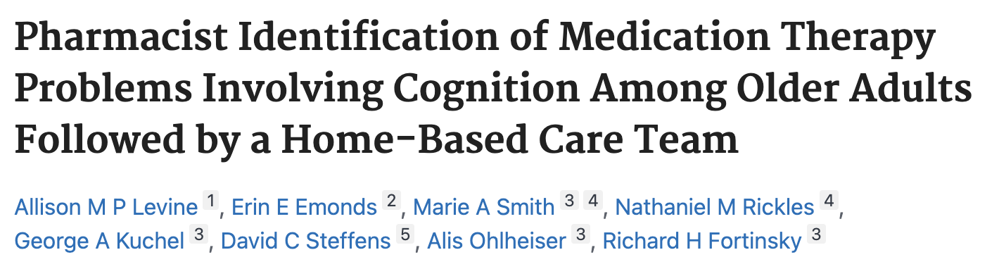 Pharmacist Identification of Medication Therapy
Problems Involving Cognition Among Older Adults
Followed by a Home-Based Care Team
Allison M P Levine 1, Erin E Emonds 2, Marie A Smith 3 4, Nathaniel M Rickles 4,
George A Kuchel 3, David C Steffens 5, Alis Ohlheiser 3, Richard H Fortinsky 3